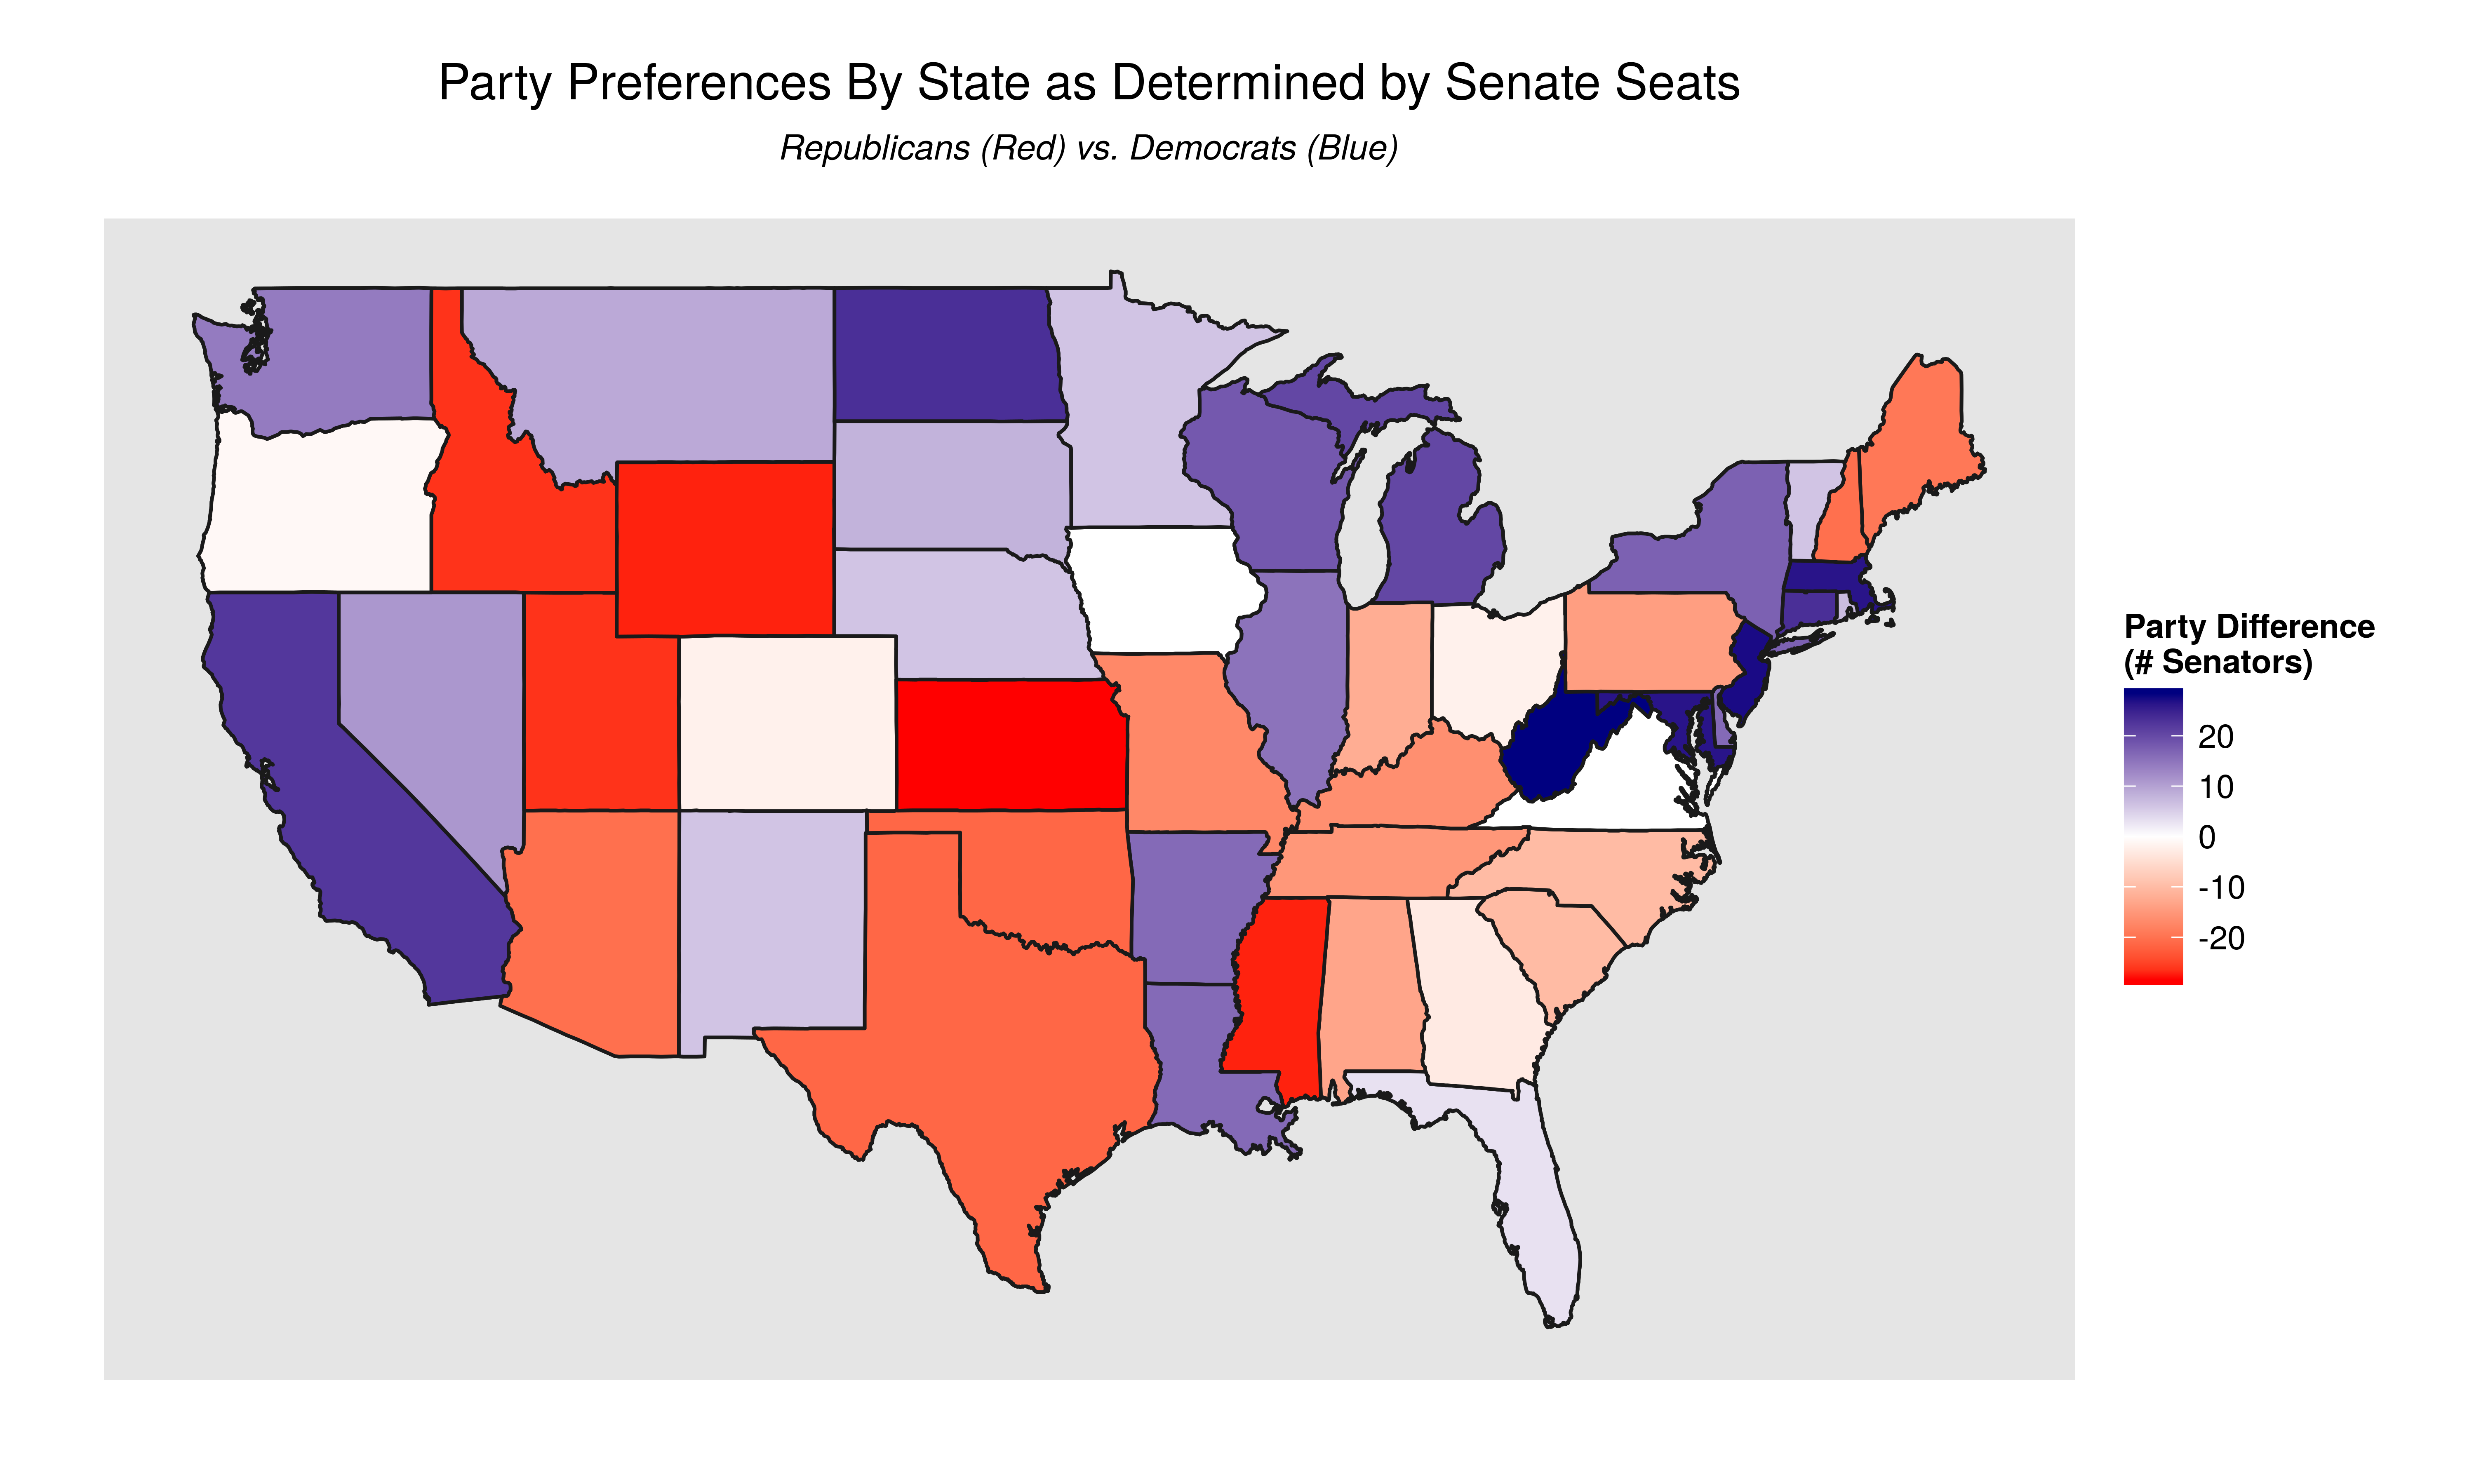 Party Preferences By State as Determined by Senate Seats
Republicans (Red) vs. Democrats (Blue)
Party Difference
(# Senators)
20
10
0
-10
-20